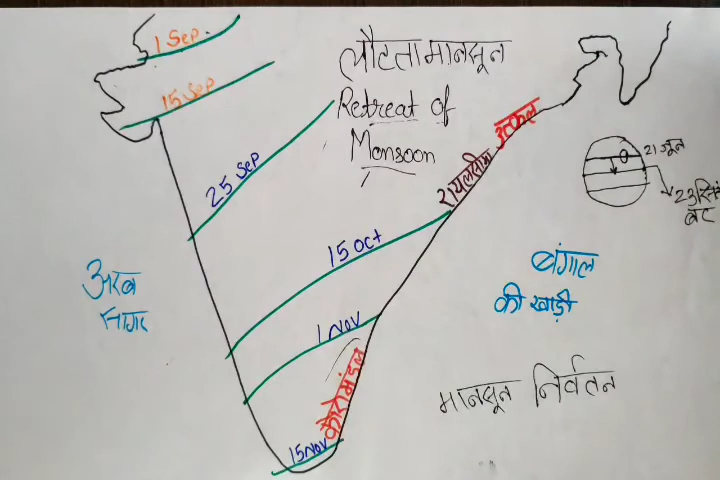 1 Sep.
15 Sep
लौटता मानसून
Retreat of
Monsoon
25 Sep
उत्कल
21 जून
23 सितं
बर
15 Oct
अरब
सागर
बंगाल
की खाड़ी
1 Nov
कोरोमंडल
15 Nov
मानसून निर्वतन